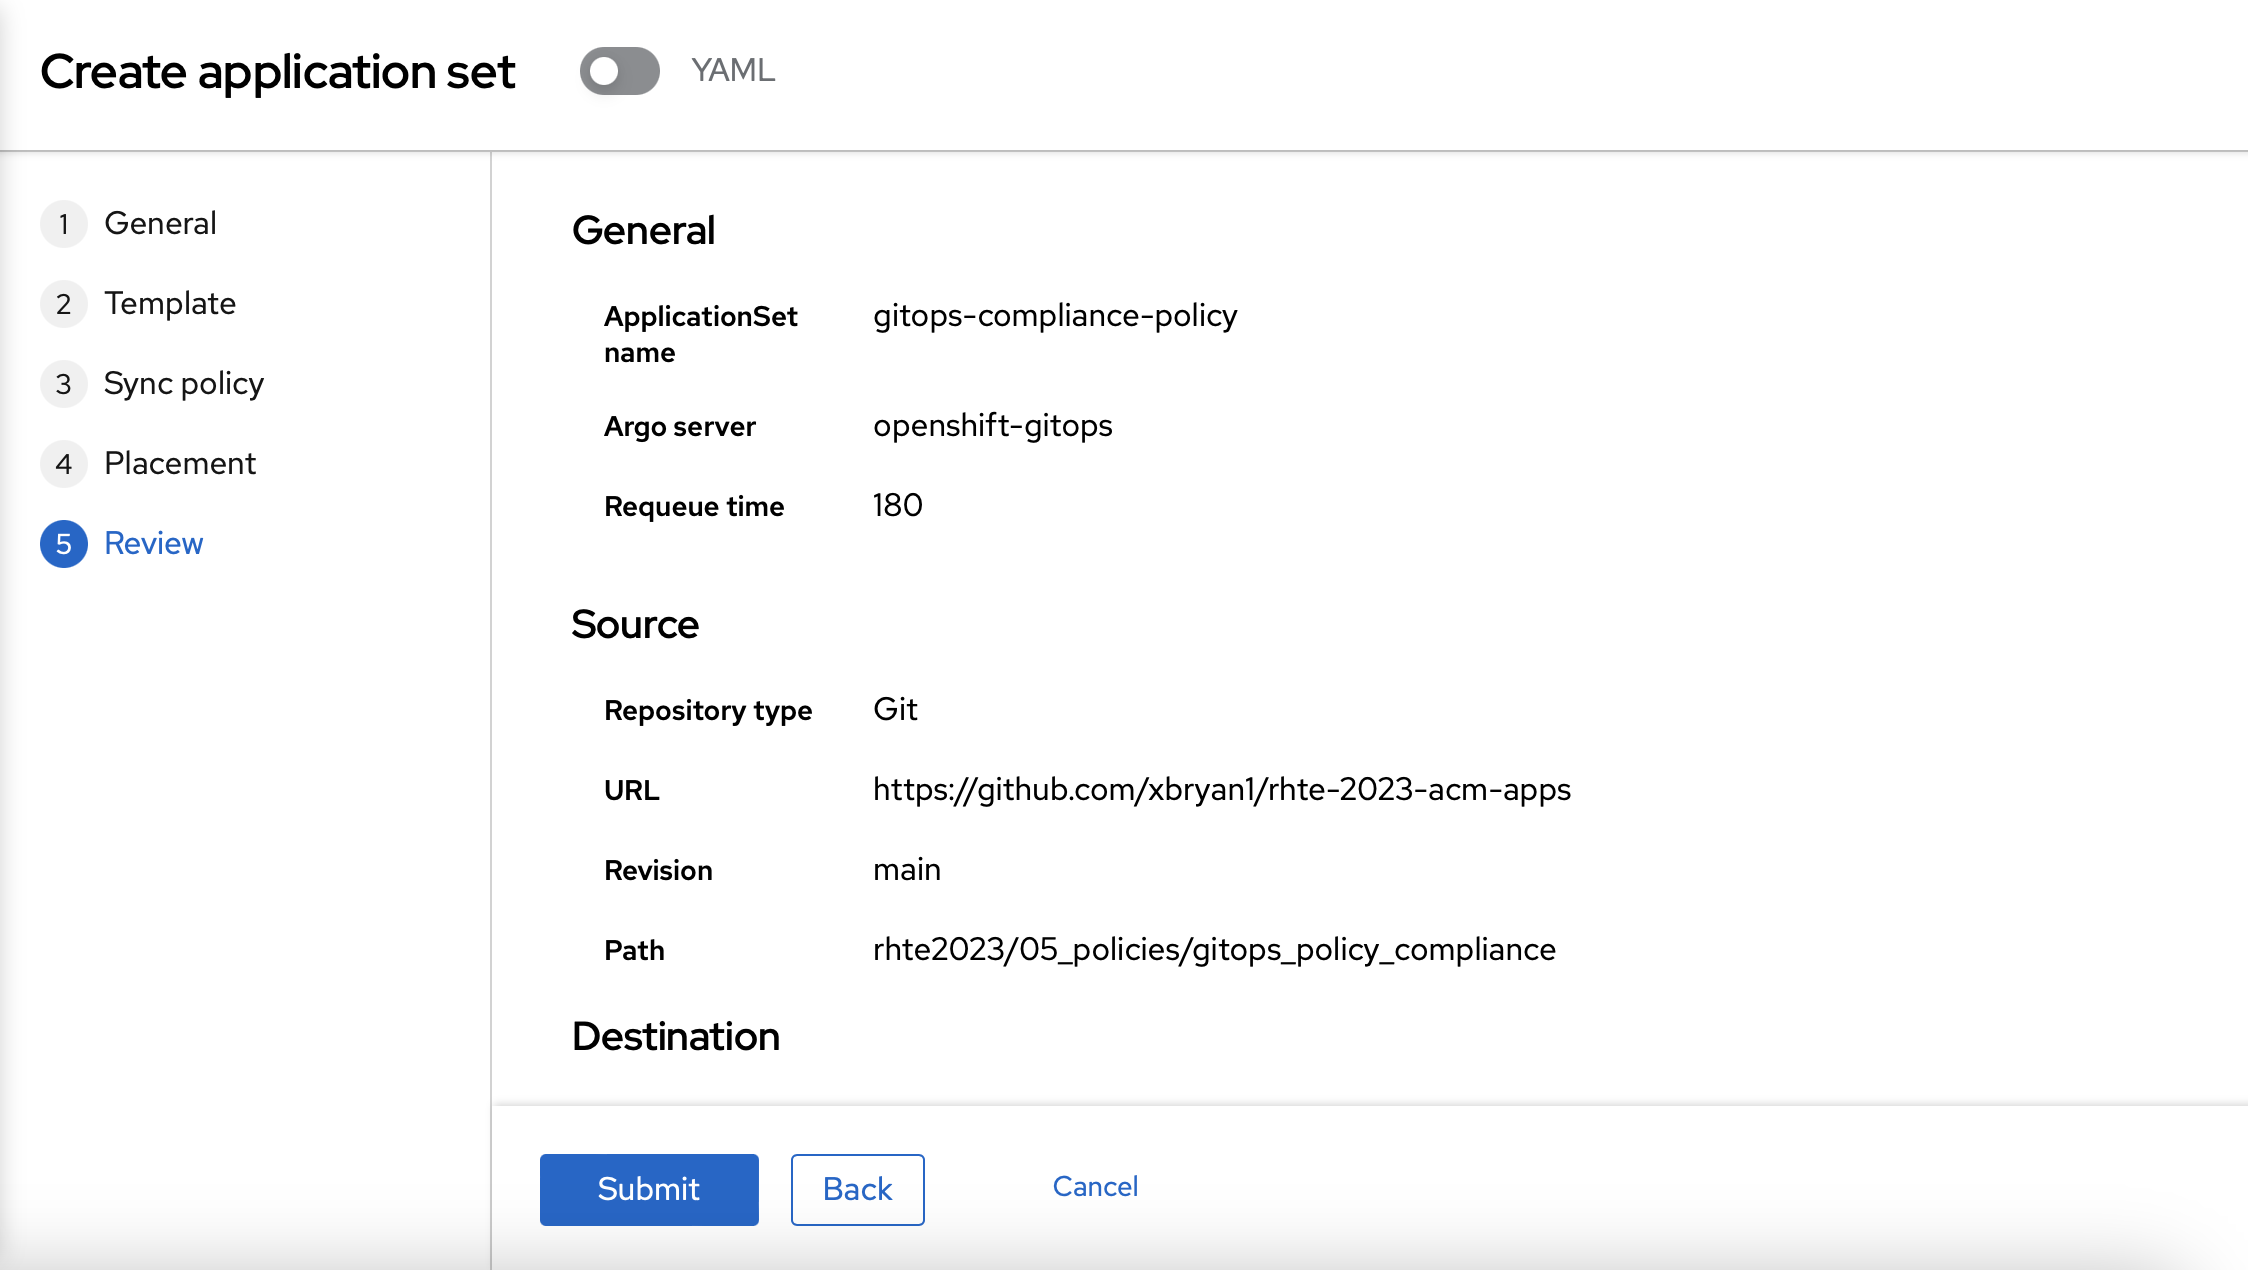 Create application set
YAML
1 General
2 Template
3 Sync policy
4 Placement
5 Review
General
ApplicationSet name gitops-compliance-policy
Argo server openshift-gitops
Requeue time 180
Source
Repository type Git
URL https://github.com/xbryan1/rhte-2023-acm-apps
Revision main
Path rhte2023/05_policies/gitops_policy_compliance
Destination
Submit Back Cancel